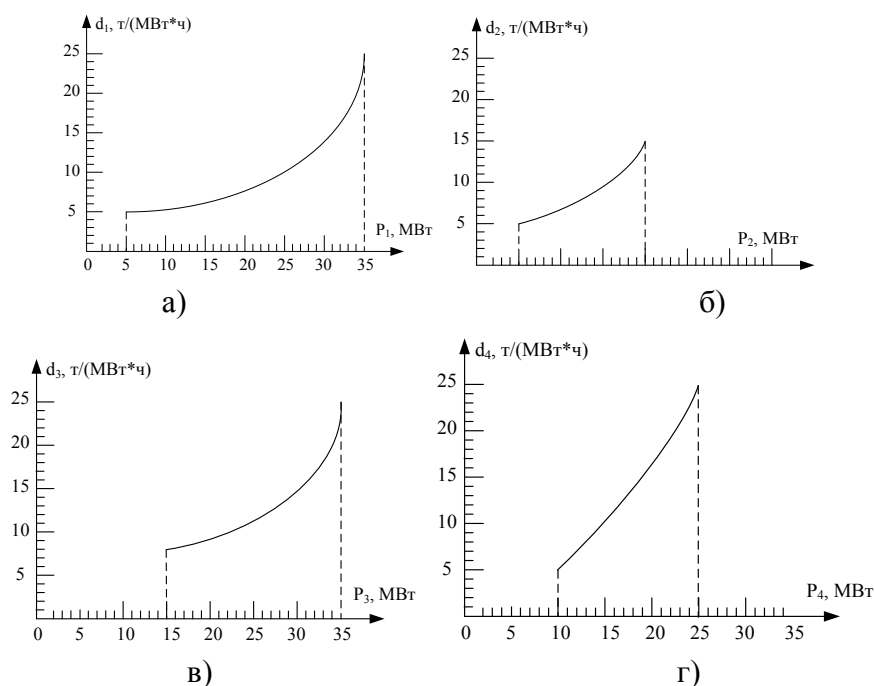 d₁, т/(МВт*ч)
25
20
15
10
5
P₁, МВт
0 5 10 15 20 25 30 35
а)
d₂, т/(МВт*ч)
25
20
15
10
5
P₂, МВт
б)
d₃, т/(МВт*ч)
25
20
15
10
5
P₃, МВт
0 5 10 15 20 25 30 35
в)
d₄, т/(МВт*ч)
25
20
15
10
5
P₄, МВт
0 5 10 15 20 25 35
г)